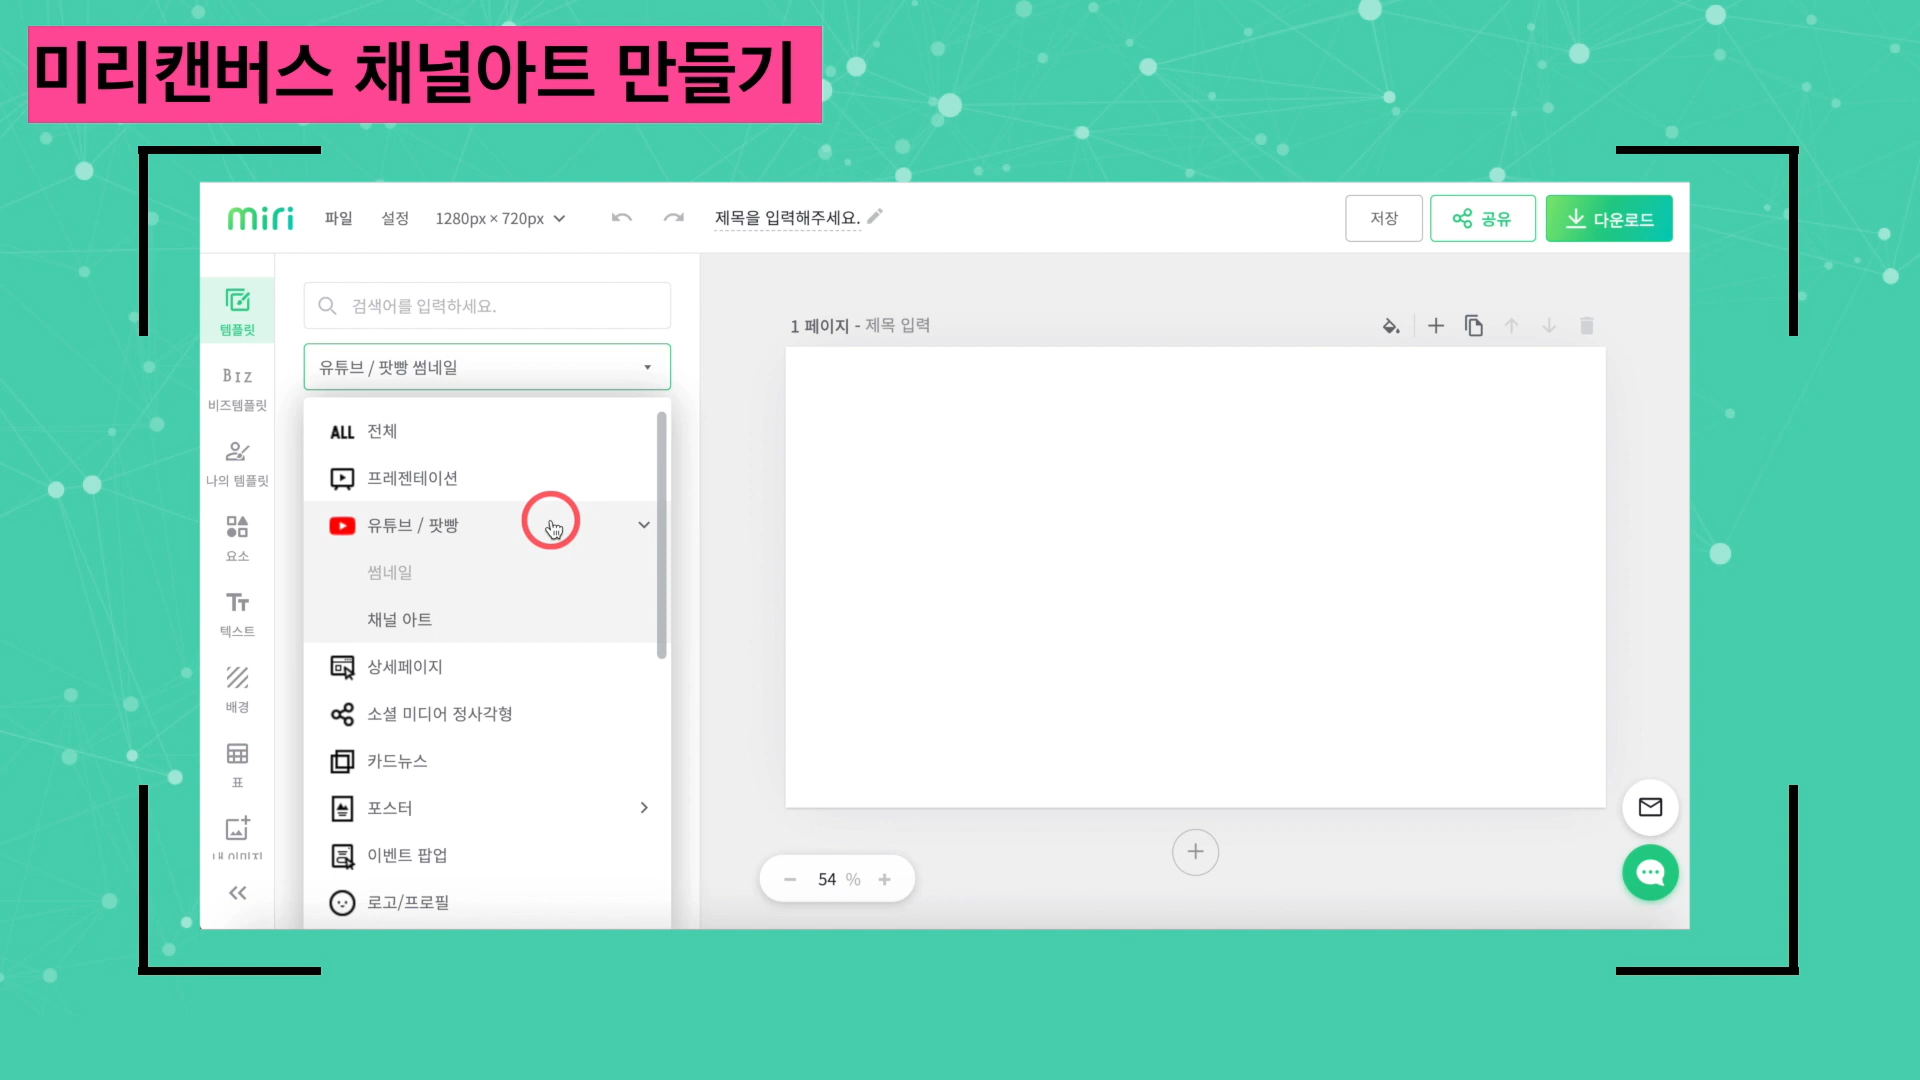 미리캔버스 채널아트 만들기
miri 파일 설정 1280px × 720px 제목을 입력해주세요. 저장 공유 다운로드
템플릿
BIZ
비즈템플릿
나의 템플릿
요소
텍스트
배경
표
내 이미지
검색어를 입력하세요.
유튜브 / 팟빵 썸네일
ALL 전체
프레젠테이션
유튜브 / 팟빵
썸네일
채널 아트
상세페이지
소셜 미디어 정사각형
카드뉴스
포스터
이벤트 팝업
로고/프로필
1 페이지 - 제목 입력
54 %